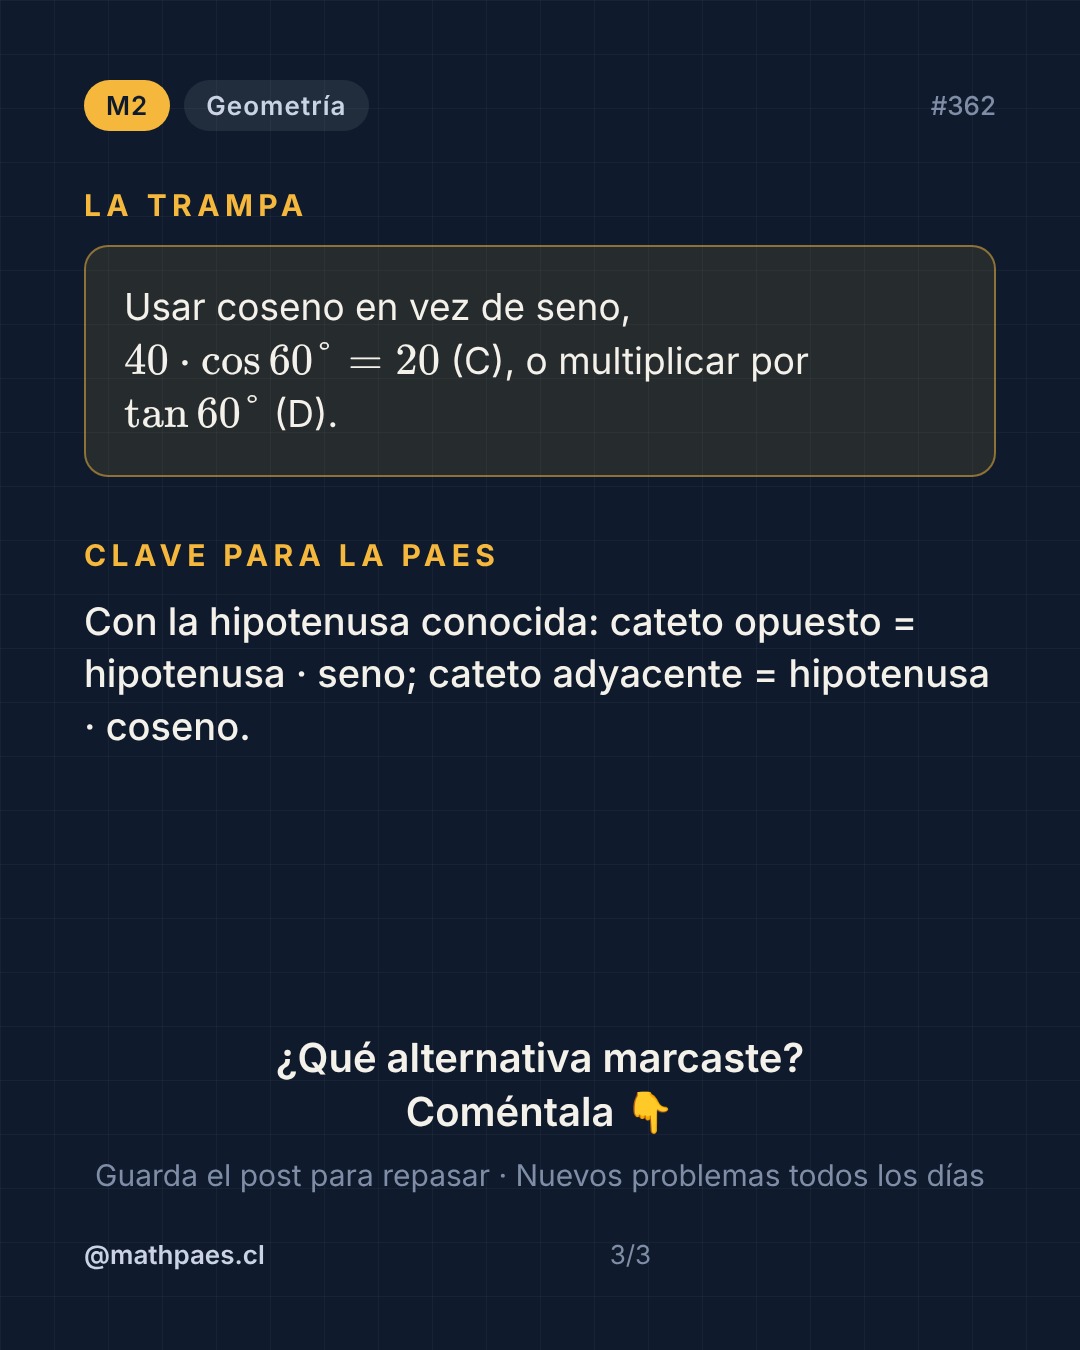 M2 Geometría #362
LA TRAMPA
Usar coseno en vez de seno,
40 · cos 60° = 20 (C), o multiplicar por
tan 60° (D).
CLAVE PARA LA PAES
Con la hipotenusa conocida: cateto opuesto =
hipotenusa · seno; cateto adyacente = hipotenusa
· coseno.
¿Qué alternativa marcaste?
Coméntala 👇
Guarda el post para repasar · Nuevos problemas todos los días
@mathpaes.cl 3/3